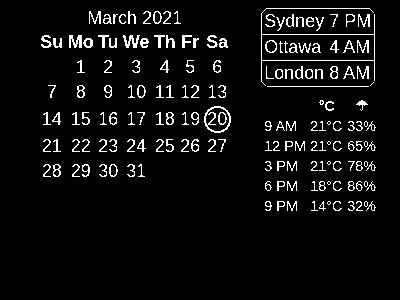 March 2021
Su Mo Tu We Th Fr Sa
1 2 3 4 5 6
7 8 9 10 11 12 13
14 15 16 17 18 19 20
21 22 23 24 25 26 27
28 29 30 31
Sydney 7 PM
Ottawa 4 AM
London 8 AM
°C ☂
9 AM 21°C 33%
12 PM 21°C 65%
3 PM 21°C 78%
6 PM 18°C 86%
9 PM 14°C 32%